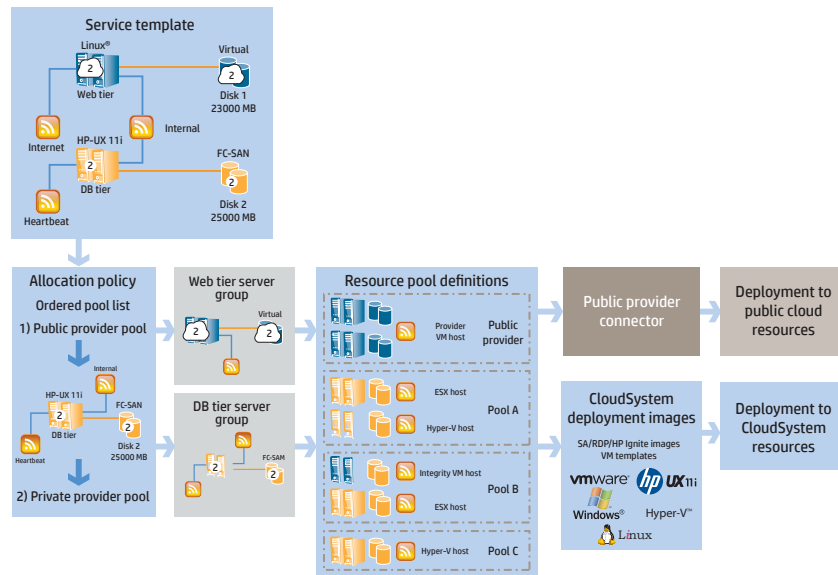 Service template
Linux®
2
Web tier
Virtual
2
Disk 1
23000 MB
Internet
Internal
HP-UX 11i
2
DB tier
FC-SAN
2
Disk 2
25000 MB
Heartbeat
Allocation policy
Ordered pool list
1) Public provider pool
Internal
HP-UX 11i
2
DB tier
FC-SAN
2
Disk 2
25000 MB
Heartbeat
2) Private provider pool
Web tier server
group
2
Virtual
2
DB tier server
group
2
FC-SAM
2
Resource pool definitions
Provider
VM host
Public
provider
ESX host
Hyper-V host
Pool A
Integrity VM host
ESX host
Pool B
Hyper-V host
Pool C
Public provider
connector
Deployment to
public cloud
resources
CloudSystem
deployment images
SA/RDP/HP Ignite images
VM templates
vmware®
hp
UX 11i
Windows®
Hyper-V™
Linux
Deployment to
CloudSystem
resources